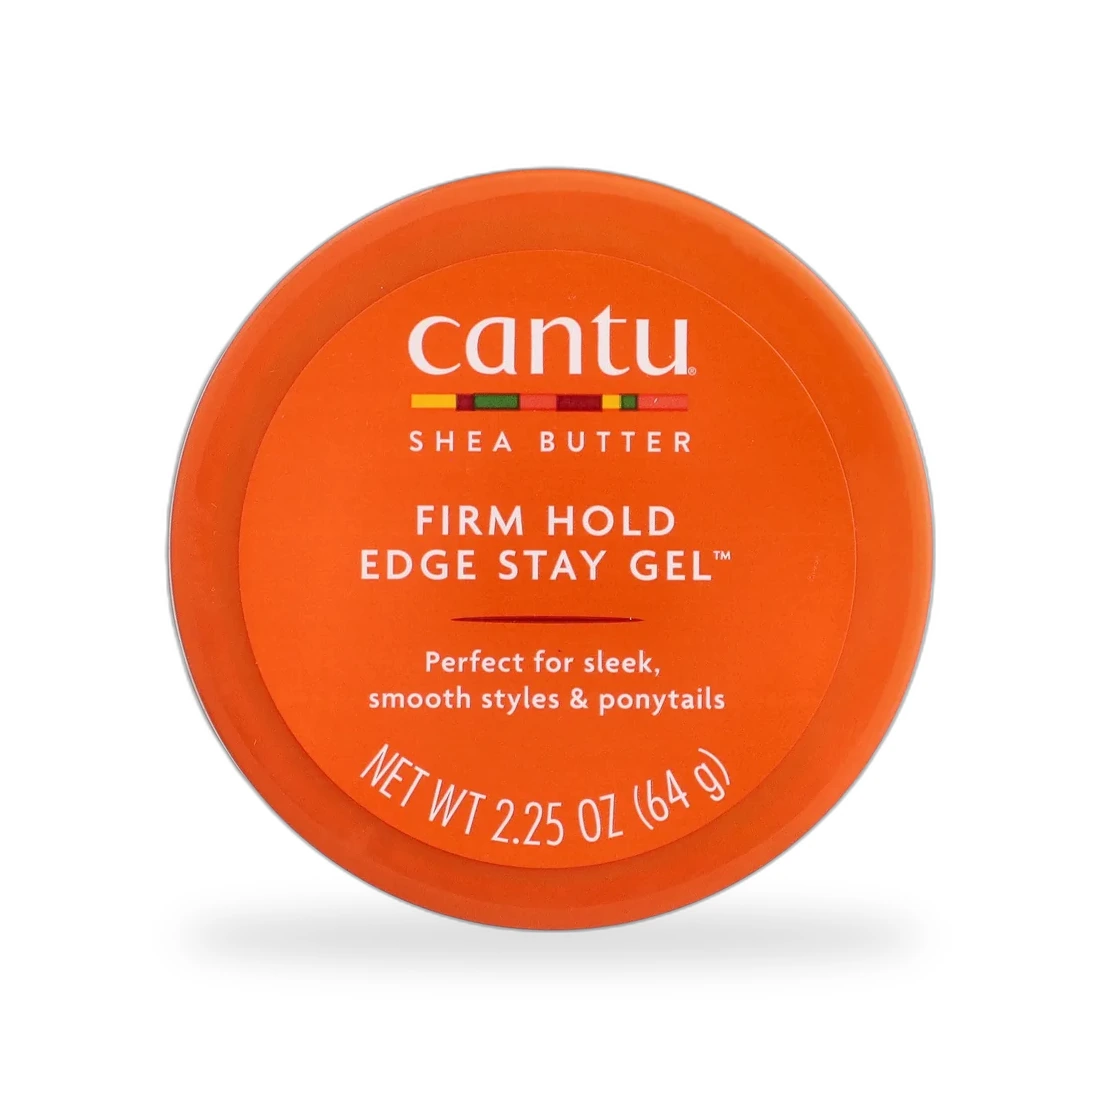 cantu®
SHEA BUTTER
FIRM HOLD
EDGE STAY GEL™
Perfect for sleek,
smooth styles & ponytails
NET WT 2.25 OZ (64 g)